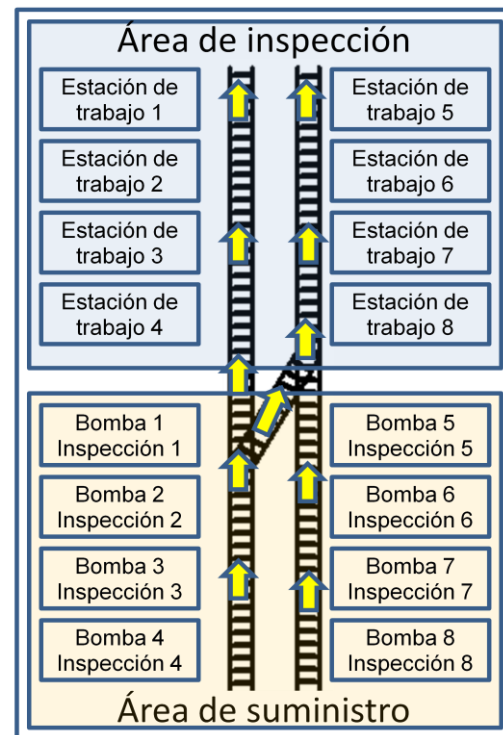 Área de inspección
Estación de
trabajo 1
Estación de
trabajo 5
Estación de
trabajo 2
Estación de
trabajo 6
Estación de
trabajo 3
Estación de
trabajo 7
Estación de
trabajo 4
Estación de
trabajo 8
Bomba 1
Inspección 1
Bomba 5
Inspección 5
Bomba 2
Inspección 2
Bomba 6
Inspección 6
Bomba 3
Inspección 3
Bomba 7
Inspección 7
Bomba 4
Inspección 4
Bomba 8
Inspección 8
Área de suministro